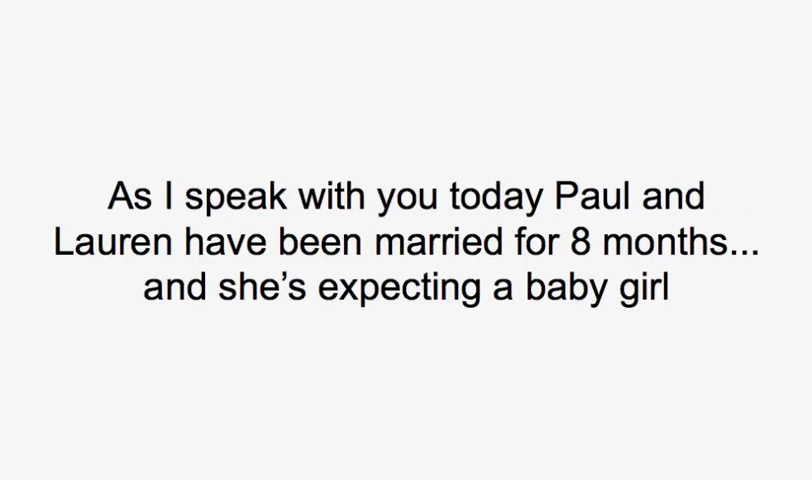 As I speak with you today Paul and
Lauren have been married for 8 months...
and she’s expecting a baby girl